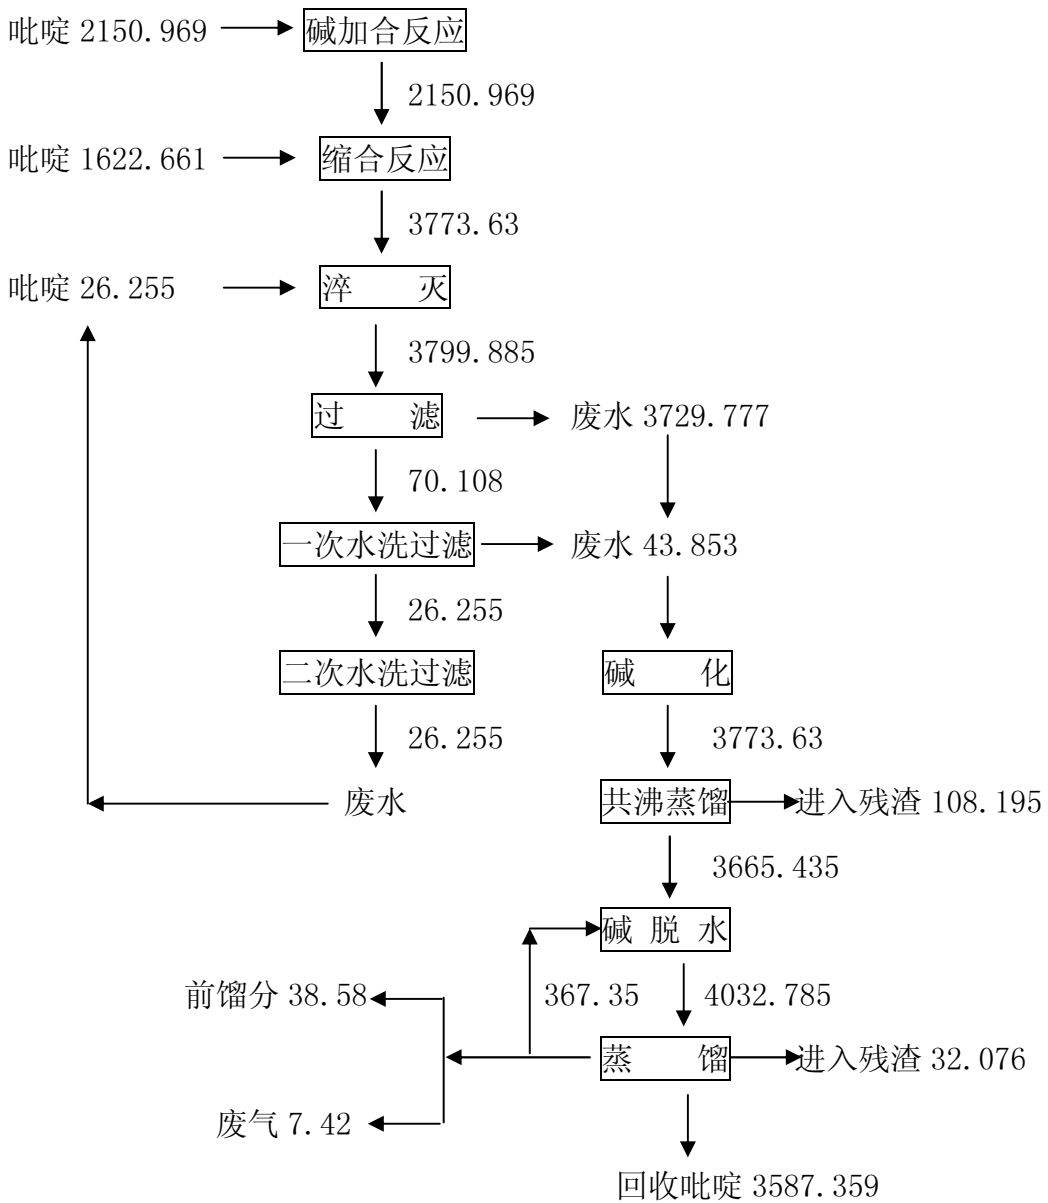 吡啶 2150.969 碱加合反应
2150.969
吡啶 1622.661 缩合反应
3773.63
吡啶 26.255 淬 灭
3799.885
过 滤 废水 3729.777
70.108
一次水洗过滤 废水 43.853
26.255
二次水洗过滤 碱 化
26.255 3773.63
废水 共沸蒸馏 进入残渣 108.195
3665.435
碱 脱 水
前馏分 38.58 367.35 4032.785
蒸 馏 进入残渣 32.076
废气 7.42
回收吡啶 3587.359